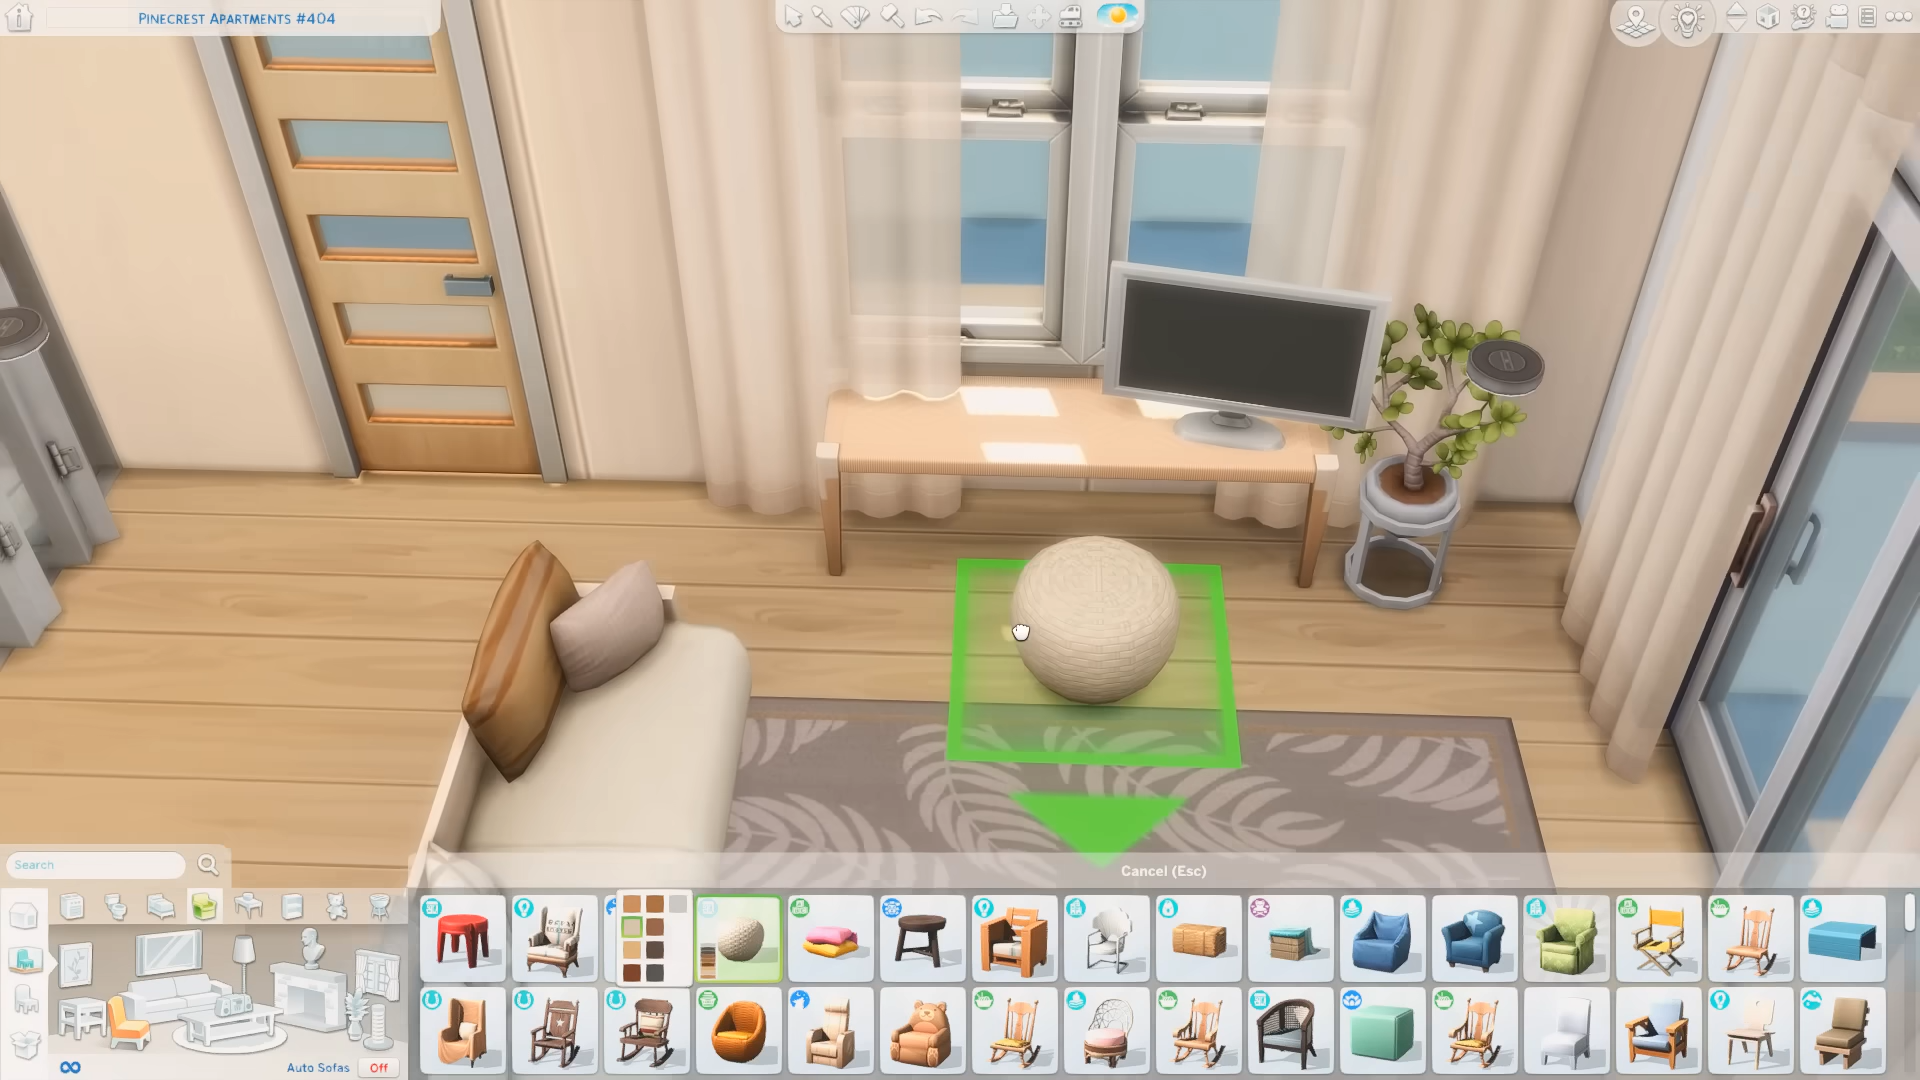 Pinecrest Apartments #404
Cancel (Esc)
Search
Auto Sofas
Off